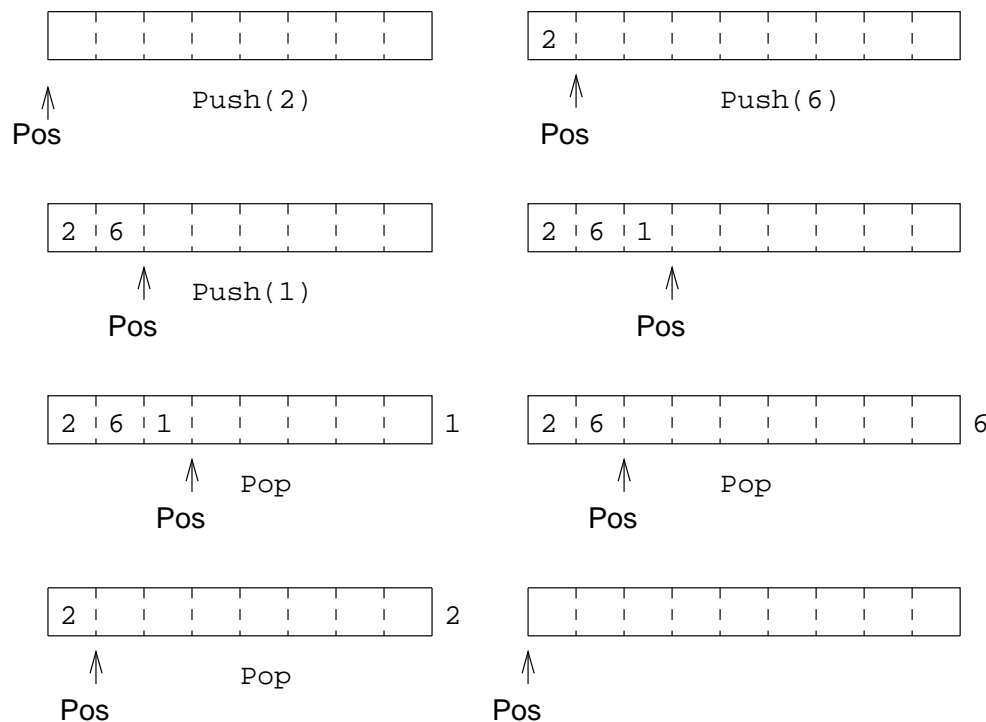 2
Push(2) Push(6)
Pos Pos
2 6 2 6 1
Push(1)
Pos Pos
2 6 1 1 2 6 6
Pop Pop
Pos Pos
2 2
Pop
Pos Pos